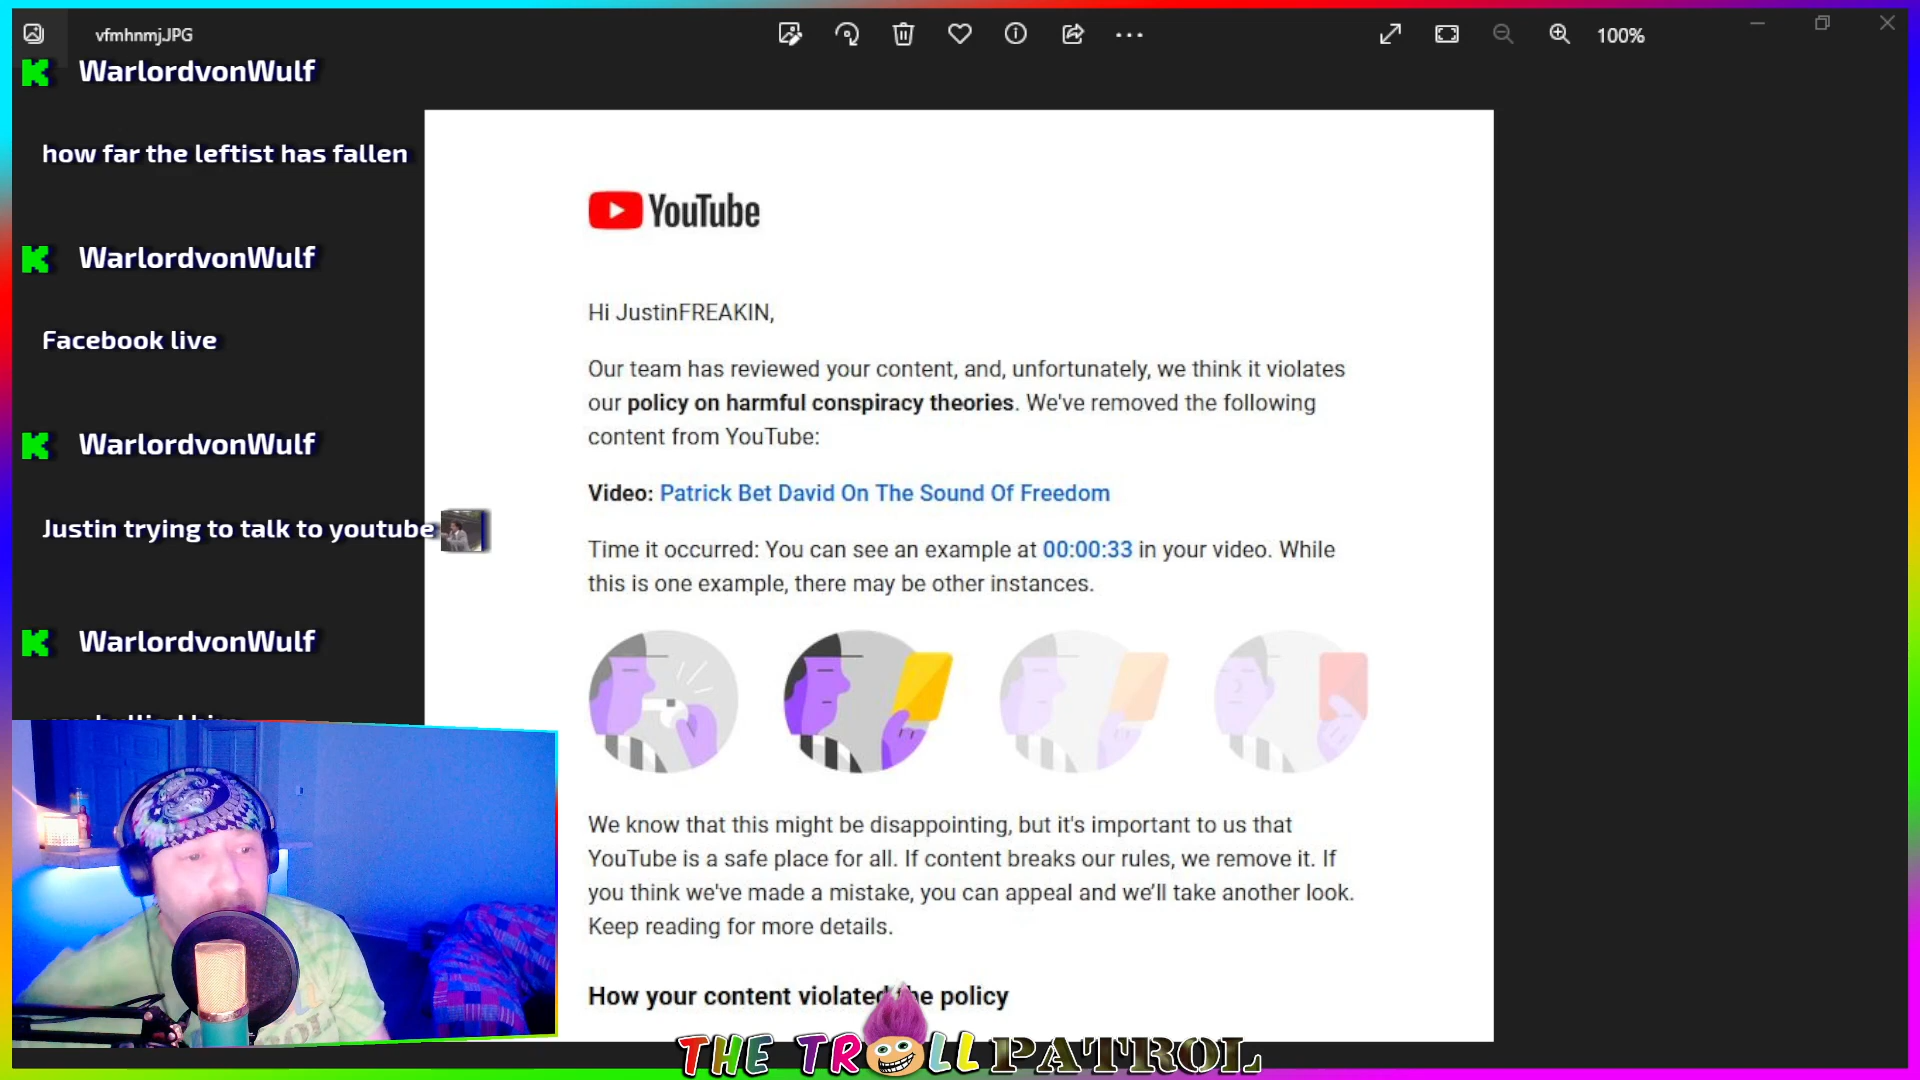 vfmhnmj.JPG
100%
WarlordvonWulf
how far the leftist has fallen
WarlordvonWulf
Facebook live
WarlordvonWulf
Justin trying to talk to youtube
WarlordvonWulf
YouTube
Hi JustinFREAKIN,
Our team has reviewed your content, and, unfortunately, we think it violates
our policy on harmful conspiracy theories. We've removed the following
content from YouTube:
Video: Patrick Bet David On The Sound Of Freedom
Time it occurred: You can see an example at 00:00:33 in your video. While
this is one example, there may be other instances.
We know that this might be disappointing, but it's important to us that
YouTube is a safe place for all. If content breaks our rules, we remove it. If
you think we've made a mistake, you can appeal and we'll take another look.
Keep reading for more details.
How your content violated the policy
THE TROLL PATROL